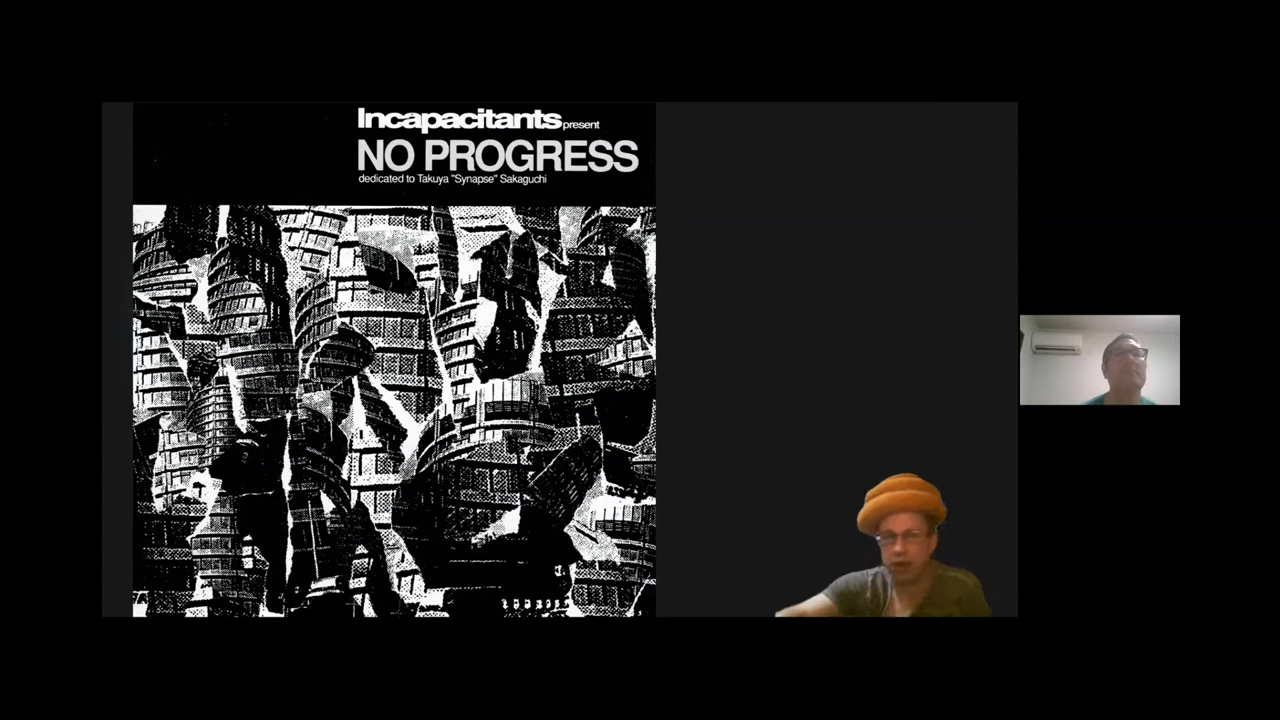 Incapacitants present
NO PROGRESS
dedicated to Takuya "Synapse" Sakaguchi